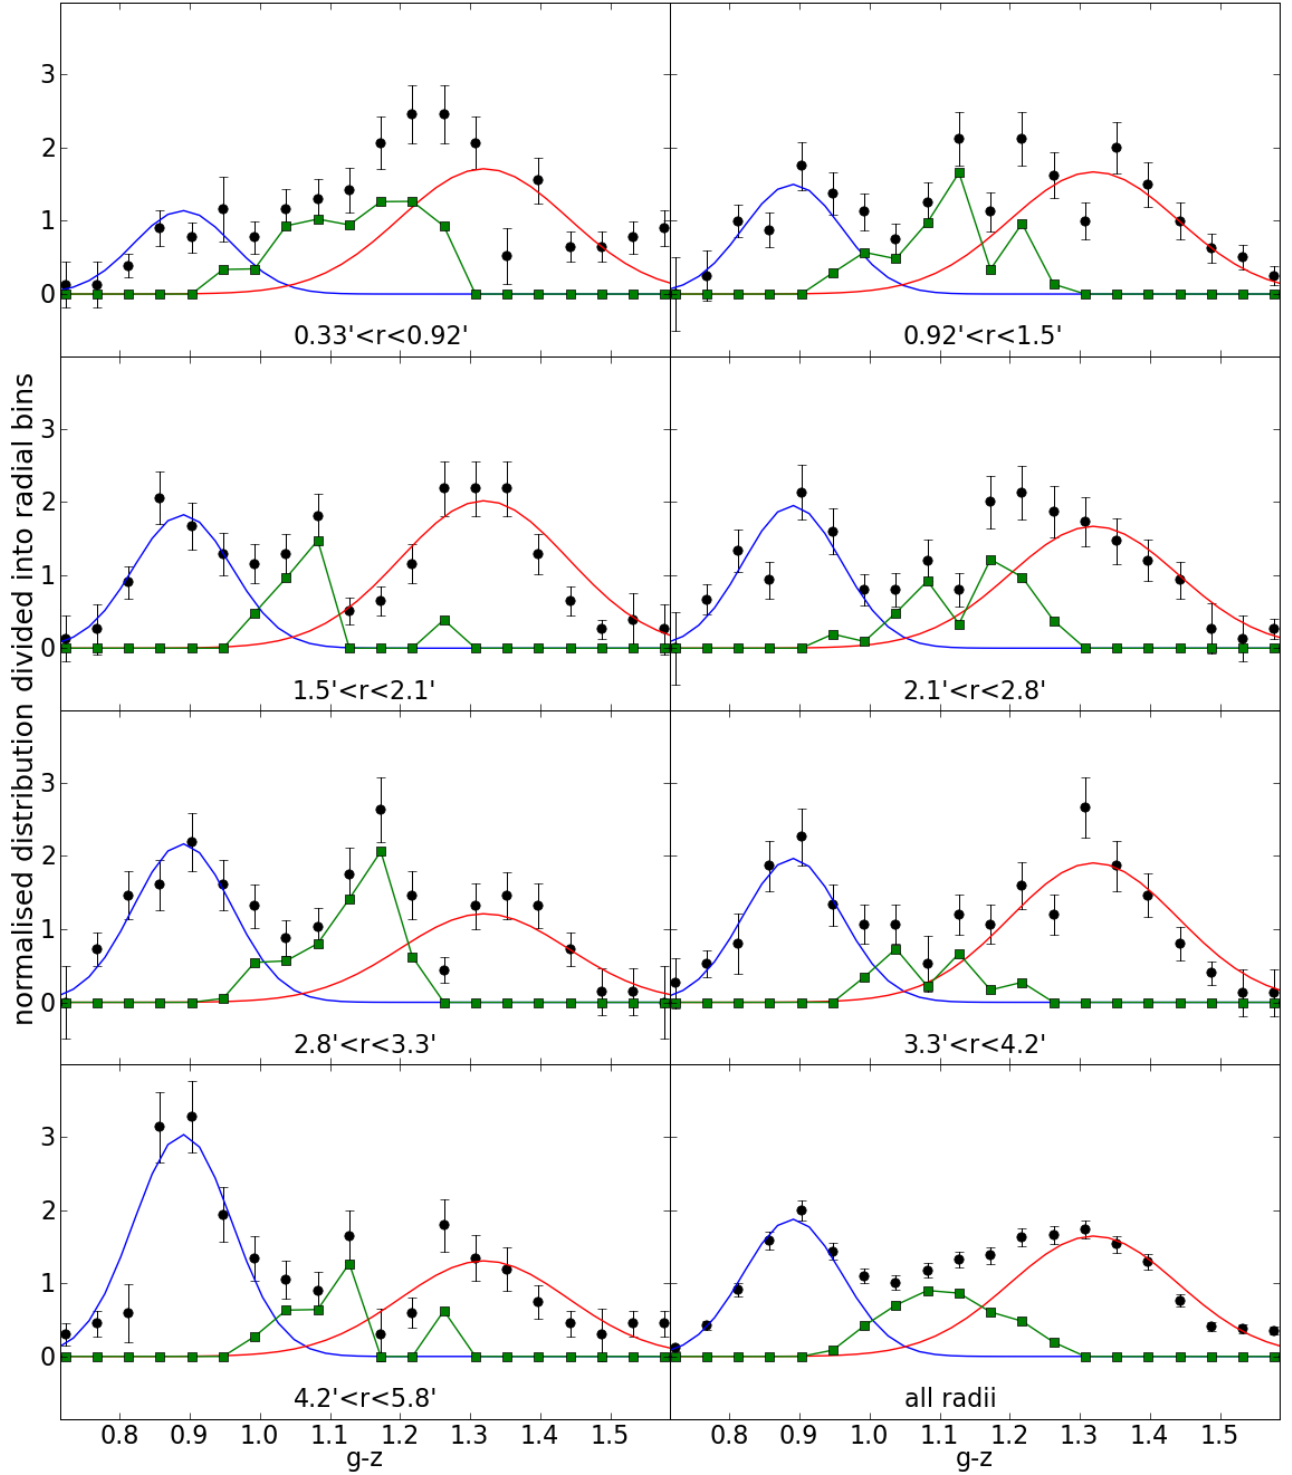 normalised distribution divided into radial bins
3
2
1
0
0.33'<r<0.92'
0.92'<r<1.5'
3
2
1
0
1.5'<r<2.1'
2.1'<r<2.8'
3
2
1
0
2.8'<r<3.3'
3.3'<r<4.2'
3
2
1
0
4.2'<r<5.8'
all radii
0.8 0.9 1.0 1.1 1.2 1.3 1.4 1.5 0.8 0.9 1.0 1.1 1.2 1.3 1.4 1.5
g-z g-z